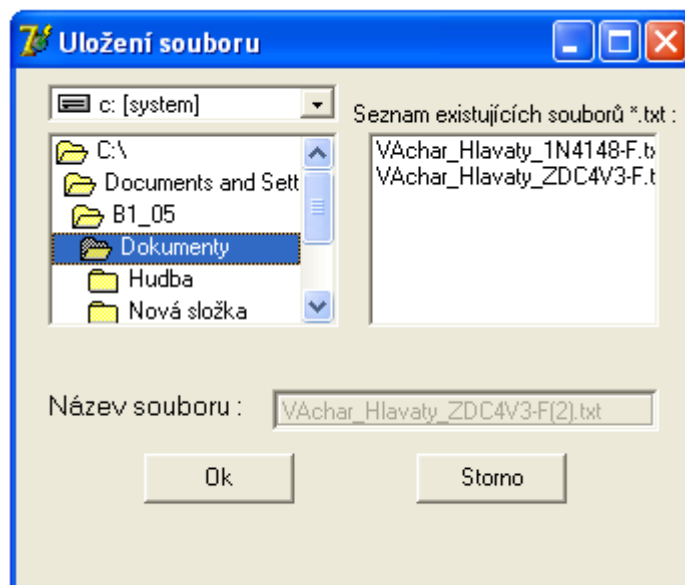 Uložení souboru
c: [system]
Seznam existujících souborů *.txt :
C:\
Documents and Sett
B1_05
Dokumenty
Hudba
Nová složka
VAchar_Hlavaty_1N4148-F.tx
VAchar_Hlavaty_ZDC4V3-F.t
Název souboru :
VAchar_Hlavaty_ZDC4V3-F(2).txt
Ok
Storno